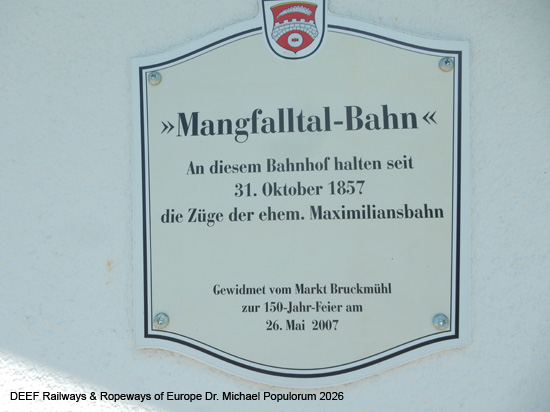 »Mangfalltal-Bahn«
An diesem Bahnhof halten seit
31. Oktober 1857
die Züge der ehem. Maximiliansbahn
Gewidmet vom Markt Bruckmühl
zur 150-Jahr-Feier am
26. Mai 2007
DEEF Railways & Ropeways of Europe Dr. Michael Populorum 2026